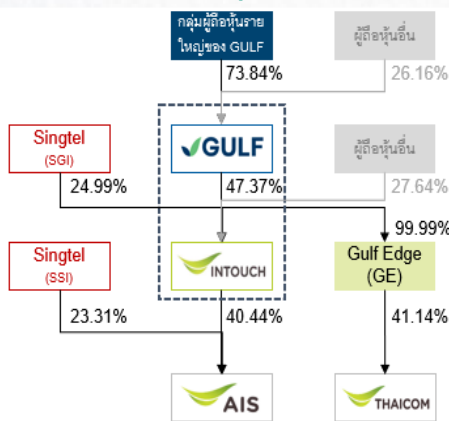 กลุ่มผู้ถือหุ้นราย
ใหญ่ของ GULF
ผู้ถือหุ้นอื่น
73.84%
26.16%
Singtel
(SGI)
GULF
ผู้ถือหุ้นอื่น
24.99%
47.37%
27.64%
99.99%
Singtel
(SSI)
INTOUCH
Gulf Edge
(GE)
23.31%
40.44%
41.14%
AIS
THAICOM